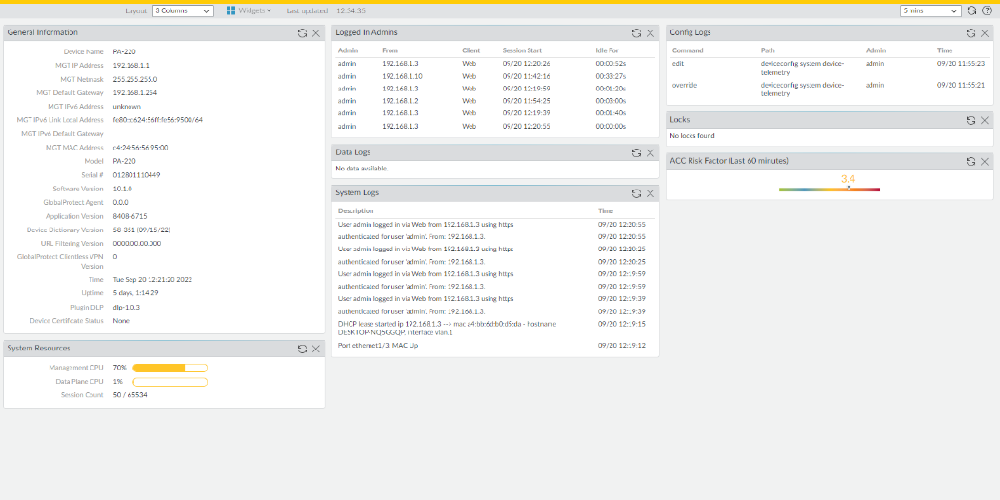 Layout 3 Columns Widgets Last updated 12:34:35 5 mins
General Information
Device Name PA-220
MGT IP Address 192.168.1.1
MGT Netmask 255.255.255.0
MGT Default Gateway 192.168.1.254
MGT IPv6 Address unknown
MGT IPv6 Link Local Address fe80::c624:56ff:fe56:9500/64
MGT IPv6 Default Gateway
MGT MAC Address c4:24:56:56:95:00
Model PA-220
Serial # 012801110449
Software Version 10.1.0
GlobalProtect Agent 0.0.0
Application Version 8408-6715
Device Dictionary Version 58-351 (09/15/22)
URL Filtering Version 0000.00.00.000
GlobalProtect Clientless VPN 0
Version
Time Tue Sep 20 12:21:20 2022
Uptime 5 days, 1:14:29
Plugin DLP dlp-1.0.3
Device Certificate Status None
System Resources
Management CPU 70%
Data Plane CPU 1%
Session Count 50 / 65534
Logged In Admins
Admin From Client Session Start Idle For
admin 192.168.1.3 Web 09/20 12:20:26 00:00:52s
admin 192.168.1.10 Web 09/20 11:42:16 00:33:27s
admin 192.168.1.3 Web 09/20 12:19:59 00:01:20s
admin 192.168.1.2 Web 09/20 11:54:25 00:03:00s
admin 192.168.1.3 Web 09/20 12:19:39 00:01:40s
admin 192.168.1.3 Web 09/20 12:20:55 00:00:00s
Data Logs
No data available.
System Logs
Description Time
User admin logged in via Web from 192.168.1.3 using https 09/20 12:20:55
authenticated for user 'admin'. From: 192.168.1.3. 09/20 12:20:55
User admin logged in via Web from 192.168.1.3 using https 09/20 12:20:25
authenticated for user 'admin'. From: 192.168.1.3. 09/20 12:20:25
User admin logged in via Web from 192.168.1.3 using https 09/20 12:19:59
authenticated for user 'admin'. From: 192.168.1.3. 09/20 12:19:59
User admin logged in via Web from 192.168.1.3 using https 09/20 12:19:39
authenticated for user 'admin'. From: 192.168.1.3. 09/20 12:19:39
DHCP lease started ip 192.168.1.3 --> mac a4:bb:6d:b0:d5:da - hostname 09/20 12:19:15
DESKTOP-NQ5GGQP, interface vlan.1
Port ethernet1/3: MAC Up 09/20 12:19:12
Config Logs
Command Path Admin Time
edit deviceconfig system device- admin 09/20 11:55:23
telemetry
override deviceconfig system device- admin 09/20 11:55:21
telemetry
Locks
No locks found
ACC Risk Factor (Last 60 minutes)
3.4